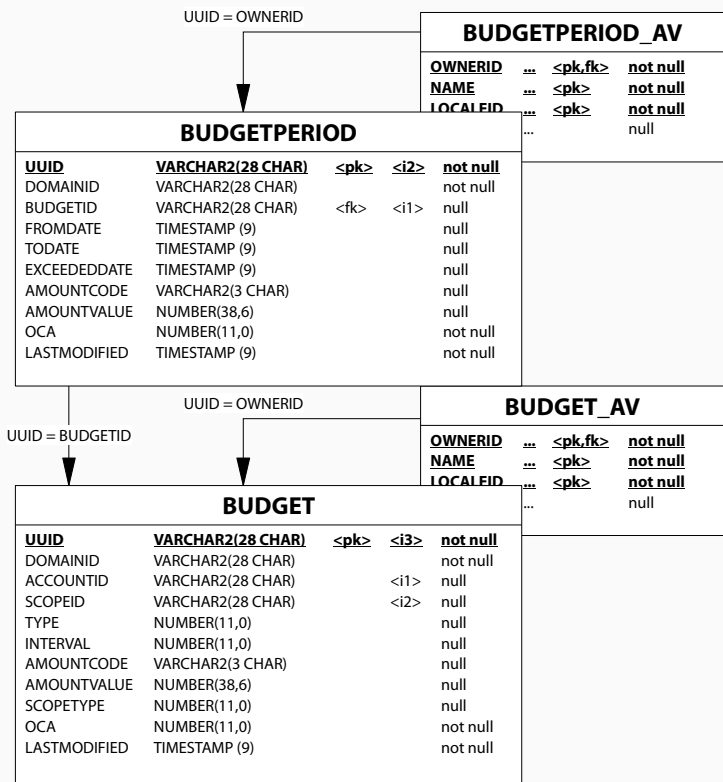 UUID = OWNERID
BUDGETPERIOD_AV
OWNERID ... <pk,fk> not null
NAME ... <pk> not null
LOCALEID ... <pk> not null
... null
BUDGETPERIOD
UUID VARCHAR2(28 CHAR) <pk> <i2> not null
DOMAINID VARCHAR2(28 CHAR) not null
BUDGETID VARCHAR2(28 CHAR) <fk> <i1> null
FROMDATE TIMESTAMP (9) null
TODATE TIMESTAMP (9) null
EXCEEDEDDATE TIMESTAMP (9) null
AMOUNTCODE VARCHAR2(3 CHAR) null
AMOUNTVALUE NUMBER(38,6) null
OCA NUMBER(11,0) not null
LASTMODIFIED TIMESTAMP (9) not null
UUID = OWNERID
UUID = BUDGETID
BUDGET_AV
OWNERID ... <pk,fk> not null
NAME ... <pk> not null
LOCALEID ... <pk> not null
... null
BUDGET
UUID VARCHAR2(28 CHAR) <pk> <i3> not null
DOMAINID VARCHAR2(28 CHAR) not null
ACCOUNTID VARCHAR2(28 CHAR) <i1> null
SCOPEID VARCHAR2(28 CHAR) <i2> null
TYPE NUMBER(11,0) null
INTERVAL NUMBER(11,0) null
AMOUNTCODE VARCHAR2(3 CHAR) null
AMOUNTVALUE NUMBER(38,6) null
SCOPETYPE NUMBER(11,0) null
OCA NUMBER(11,0) not null
LASTMODIFIED TIMESTAMP (9) not null